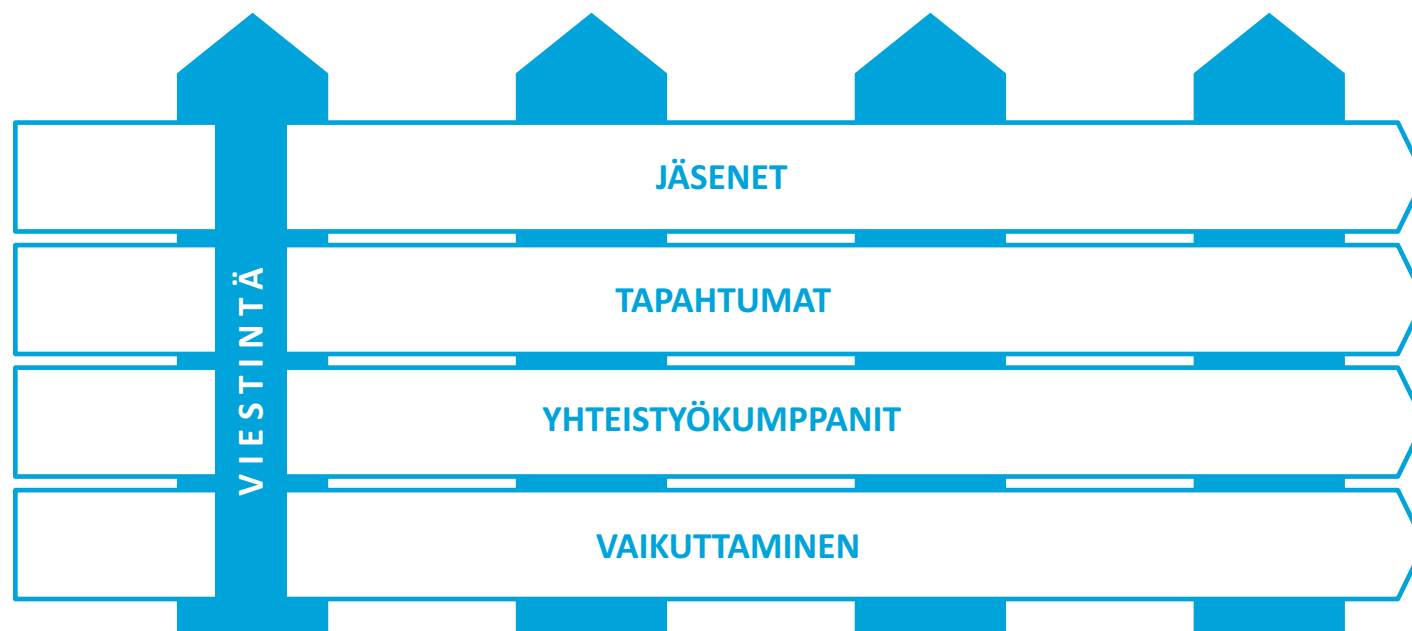 JÄSENET
TAPAHTUMAT
YHTEISTYÖKUMPPANIT
VAIKUTTAMINEN
VIESTINTÄ